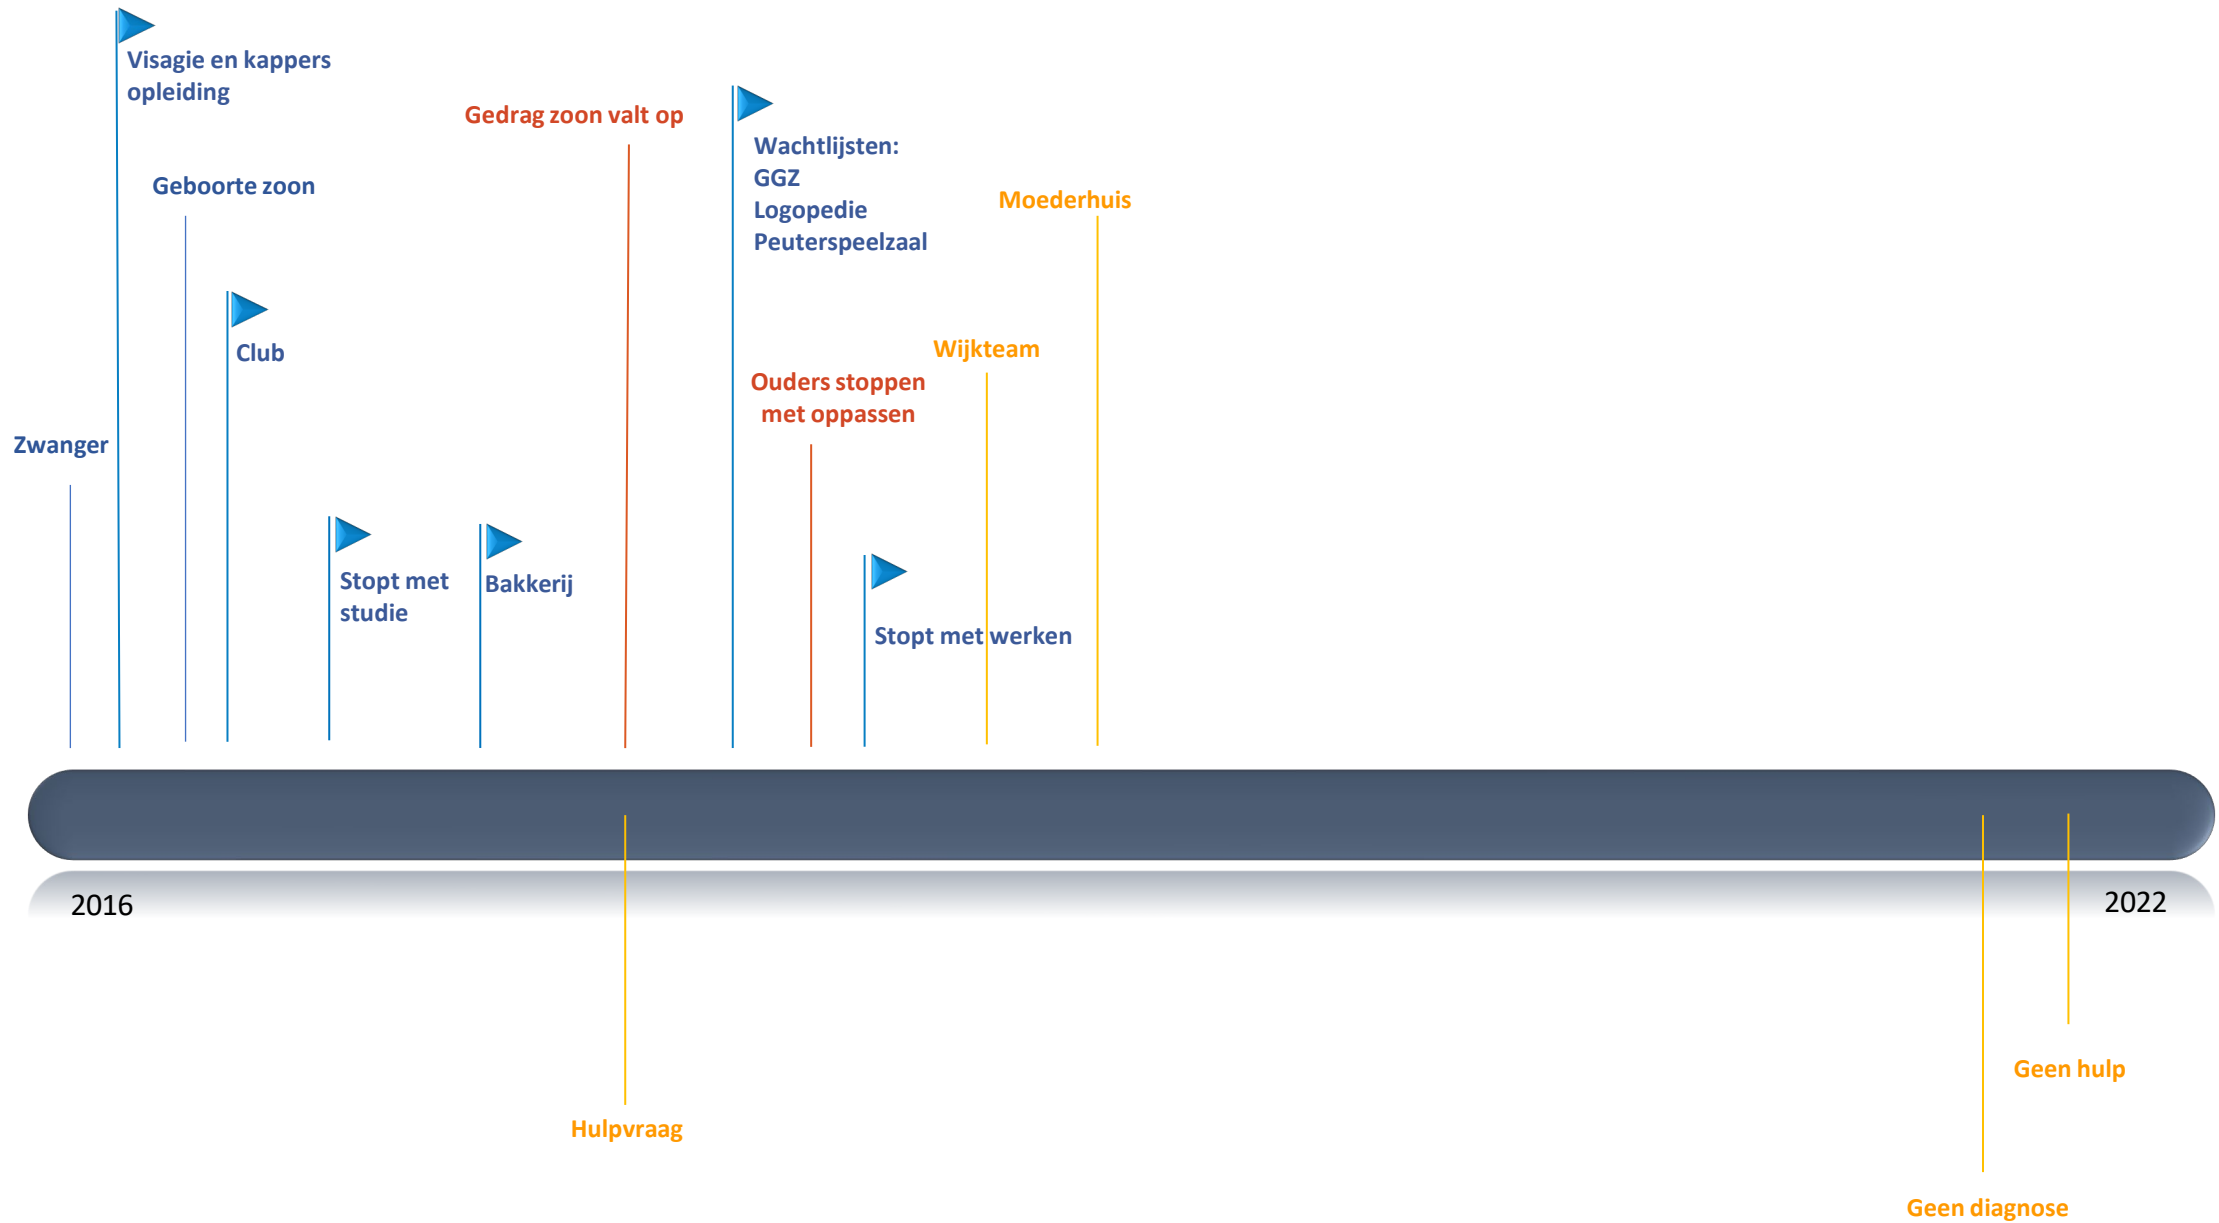 Visagie en kappers
opleiding
Gedrag zoon valt op
Wachtlijsten:
GGZ
Logopedie
Peuterspeelzaal
Geboorte zoon
Moederhuis
Club
Wijkteam
Ouders stoppen
met oppassen
Zwanger
Stopt met
studie
Bakkerij
Stopt met werken
2016
2022
Geen hulp
Hulpvraag
Geen diagnose